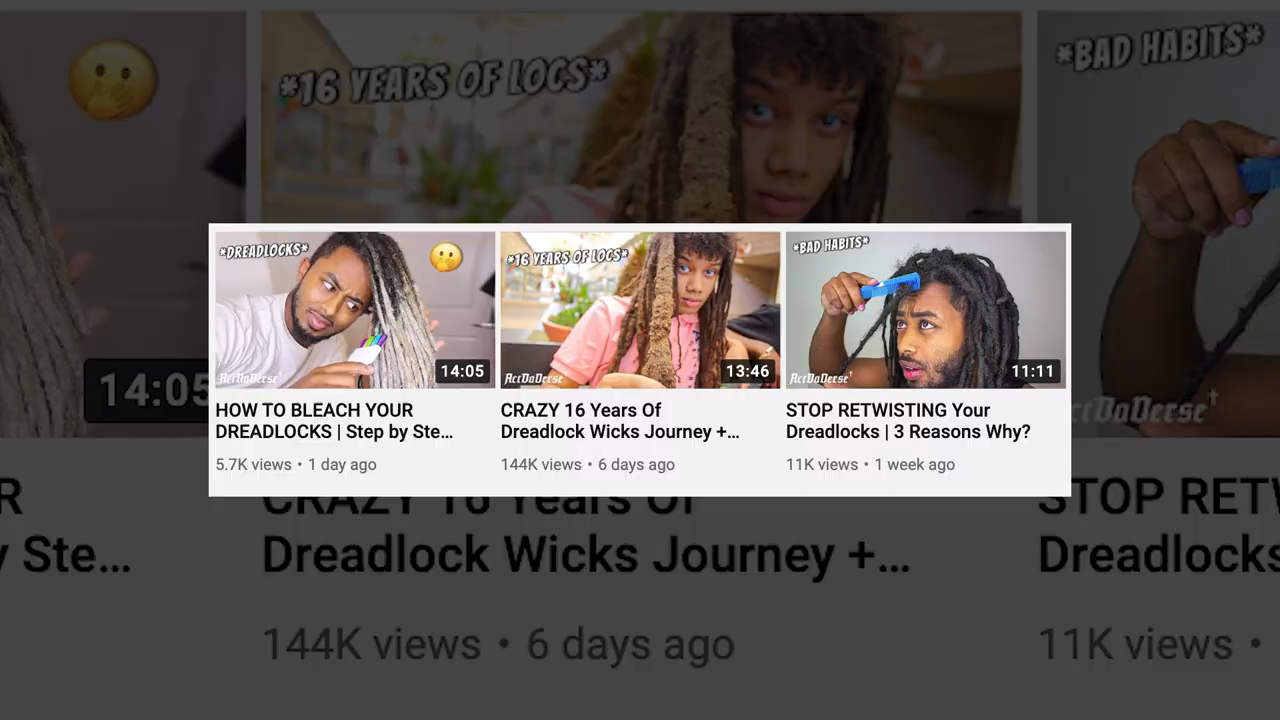 *16 YEARS OF LOCS*
*BAD HABITS*
*DREADLOCKS*
*16 YEARS OF LOCS*
*BAD HABITS*
14:05
14:05
13:46
11:11
AccDaDerse†
AccDaDerse†
AccDaDerse†
HOW TO BLEACH YOUR
DREADLOCKS | Step by Ste...
5.7K views • 1 day ago
CRAZY 16 Years Of
Dreadlock Wicks Journey +...
144K views • 6 days ago
STOP RETWISTING Your
Dreadlocks | 3 Reasons Why?
11K views • 1 week ago
R
y Ste...
CRAZY 16 Years Of
Dreadlock Wicks Journey +...
144K views • 6 days ago
STOP RETW
Dreadlocks
11K views •